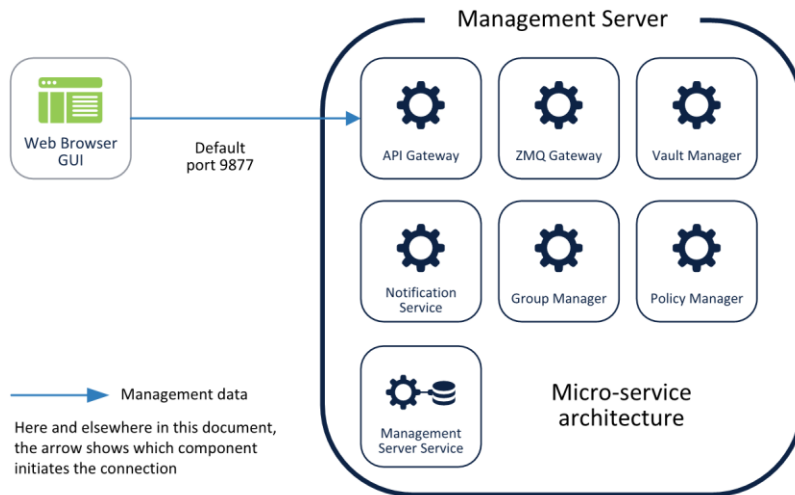 Management Server
Web Browser
GUI
Default
port 9877
API Gateway
ZMQ Gateway
Vault Manager
Notification
Service
Group Manager
Policy Manager
Management
Server Service
Micro-service
architecture
Management data
Here and elsewhere in this document,
the arrow shows which component
initiates the connection